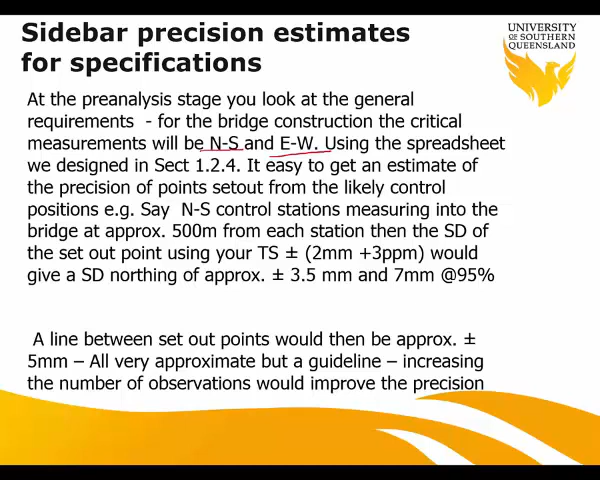 Sidebar precision estimates
for specifications
UNIVERSITY
OF SOUTHERN
QUEENSLAND
At the preanalysis stage you look at the general
requirements - for the bridge construction the critical
measurements will be N-S and E-W. Using the spreadsheet
we designed in Sect 1.2.4. It easy to get an estimate of
the precision of points setout from the likely control
positions e.g. Say N-S control stations measuring into the
bridge at approx. 500m from each station then the SD of
the set out point using your TS ± (2mm +3ppm) would
give a SD northing of approx. ± 3.5 mm and 7mm @95%
A line between set out points would then be approx. ±
5mm – All very approximate but a guideline – increasing
the number of observations would improve the precision